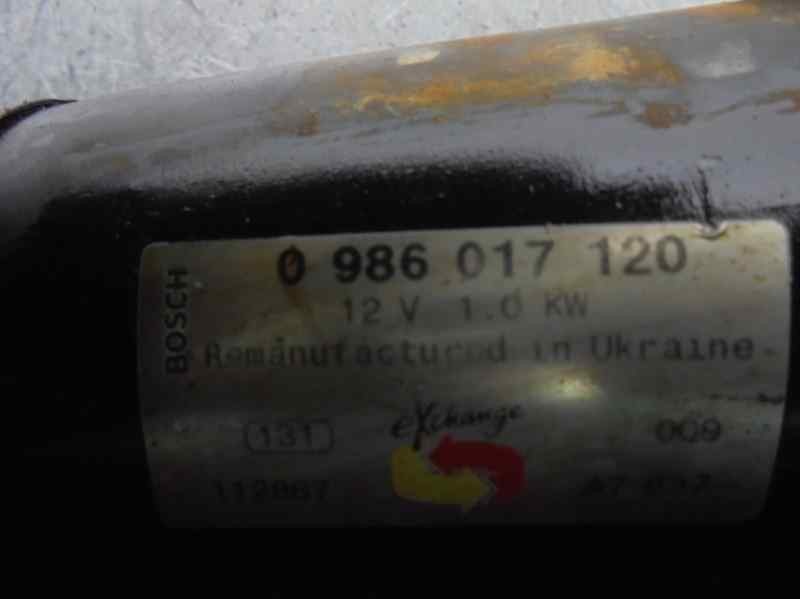 0 986 017 120
12 V 1.0 KW
BOSCH
Remanufactured in Ukraine
131
eXchange
009